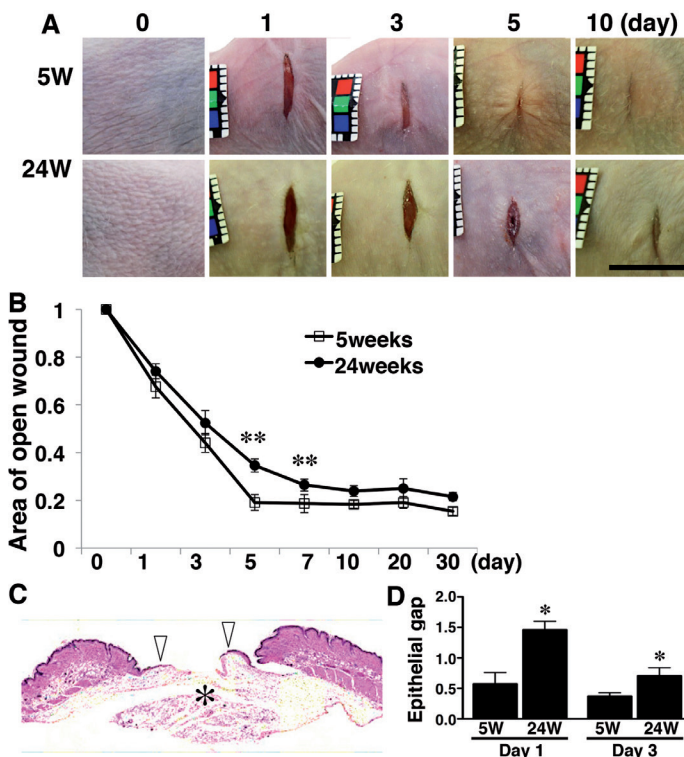 A 0 1 3 5 10 (day)
5W
24W
B
Area of open wound
1
0.8
0.6
0.4
0.2
0
5weeks
24weeks
** **
0 1 3 5 7 10 20 30 (day)
C
*
D
Epithelial gap
2.0
1.5
1.0
0.5
0.0
* *
5W 24W 5W 24W
Day 1 Day 3